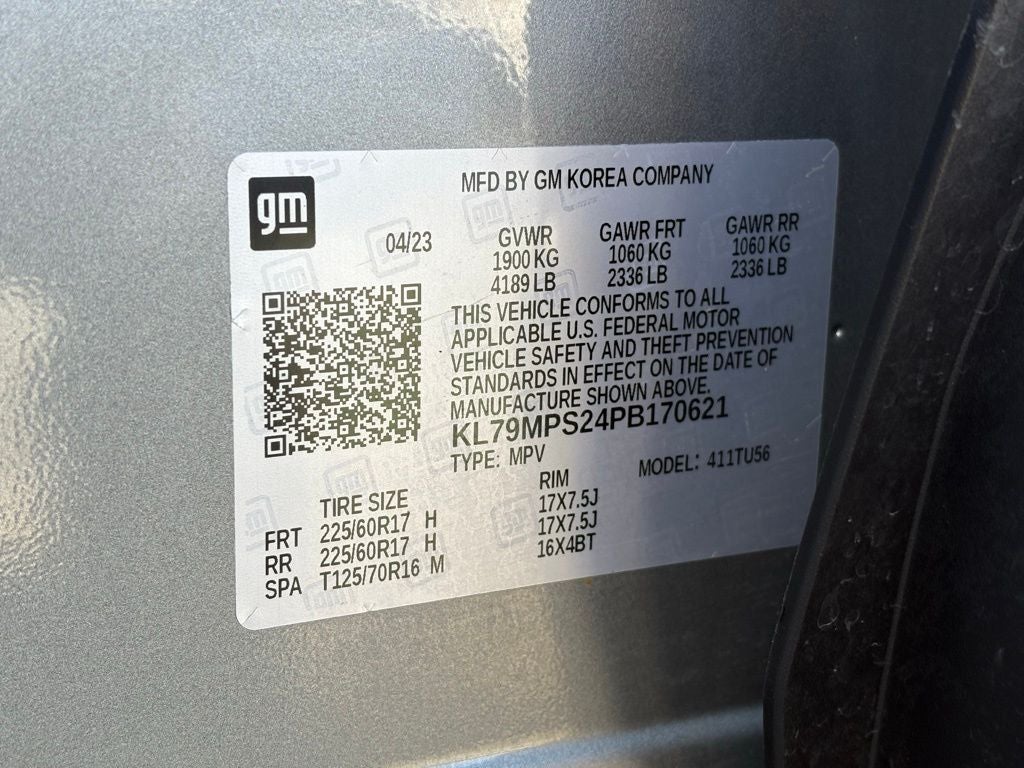 MFD BY GM KOREA COMPANY
gm
04/23 GVWR GAWR FRT GAWR RR
1900 KG 1060 KG 1060 KG
4189 LB 2336 LB 2336 LB
THIS VEHICLE CONFORMS TO ALL
APPLICABLE U.S. FEDERAL MOTOR
VEHICLE SAFETY AND THEFT PREVENTION
STANDARDS IN EFFECT ON THE DATE OF
MANUFACTURE SHOWN ABOVE.
KL79MPS24PB170621
TYPE: MPV MODEL: 411TU56
TIRE SIZE RIM
FRT 225/60R17 H 17X7.5J
RR 225/60R17 H 17X7.5J
SPA T125/70R16 M 16X4BT